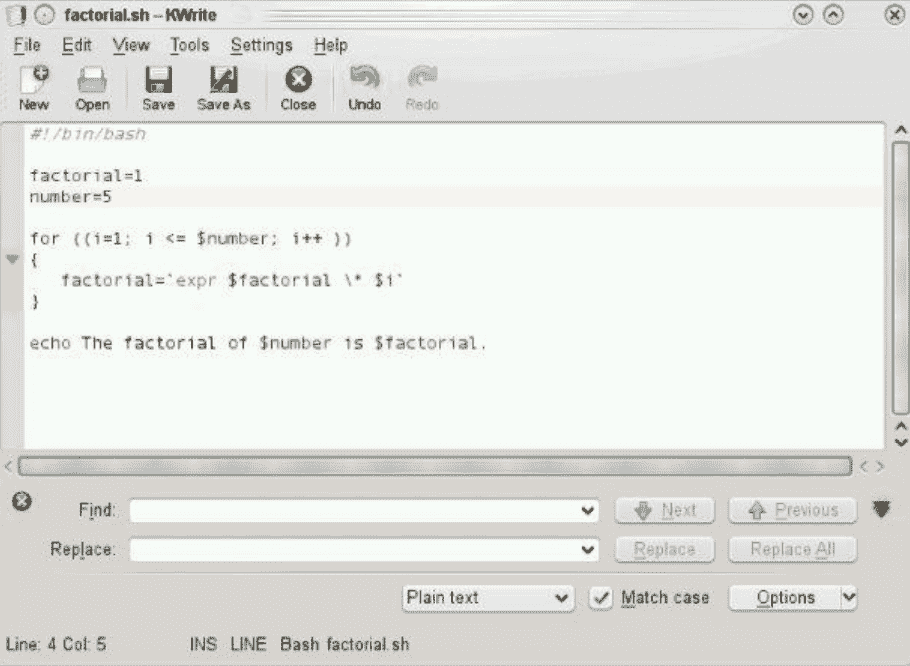 factorial.sh – KWrite
File Edit View Tools Settings Help
New Open Save Save As Close Undo Redo
#!/bin/bash
factorial=1
number=5
for ((i=1; i <= $number; i++ ))
{
factorial=`expr $factorial \* $i`
}
echo The factorial of $number is $factorial.
Find: Next Previous
Replace: Replace Replace All
Plain text Match case Options
Line: 4 Col: 5 INS LINE Bash factorial.sh